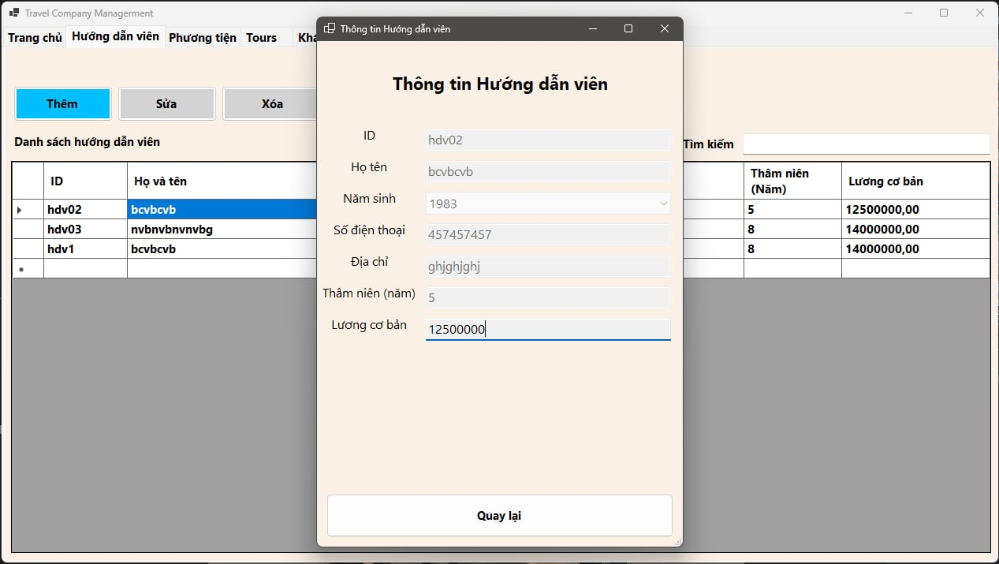 Travel Company Managerment
Trang chủ Hướng dẫn viên Phương tiện Tours
Thêm Sửa Xóa
Danh sách hướng dẫn viên
Tìm kiếm
ID Họ và tên Thâm niên (Năm) Lương cơ bản
hdv02 bcvbcvb 5 12500000,00
hdv03 nvbnvbnvnvbg 8 14000000,00
hdv1 bcvbcvb 8 14000000,00
Thông tin Hướng dẫn viên
Thông tin Hướng dẫn viên
ID hdv02
Họ tên bcvbcvb
Năm sinh 1983
Số điện thoại 457457457
Địa chỉ ghjghjghj
Thâm niên (năm) 5
Lương cơ bản 12500000
Quay lại